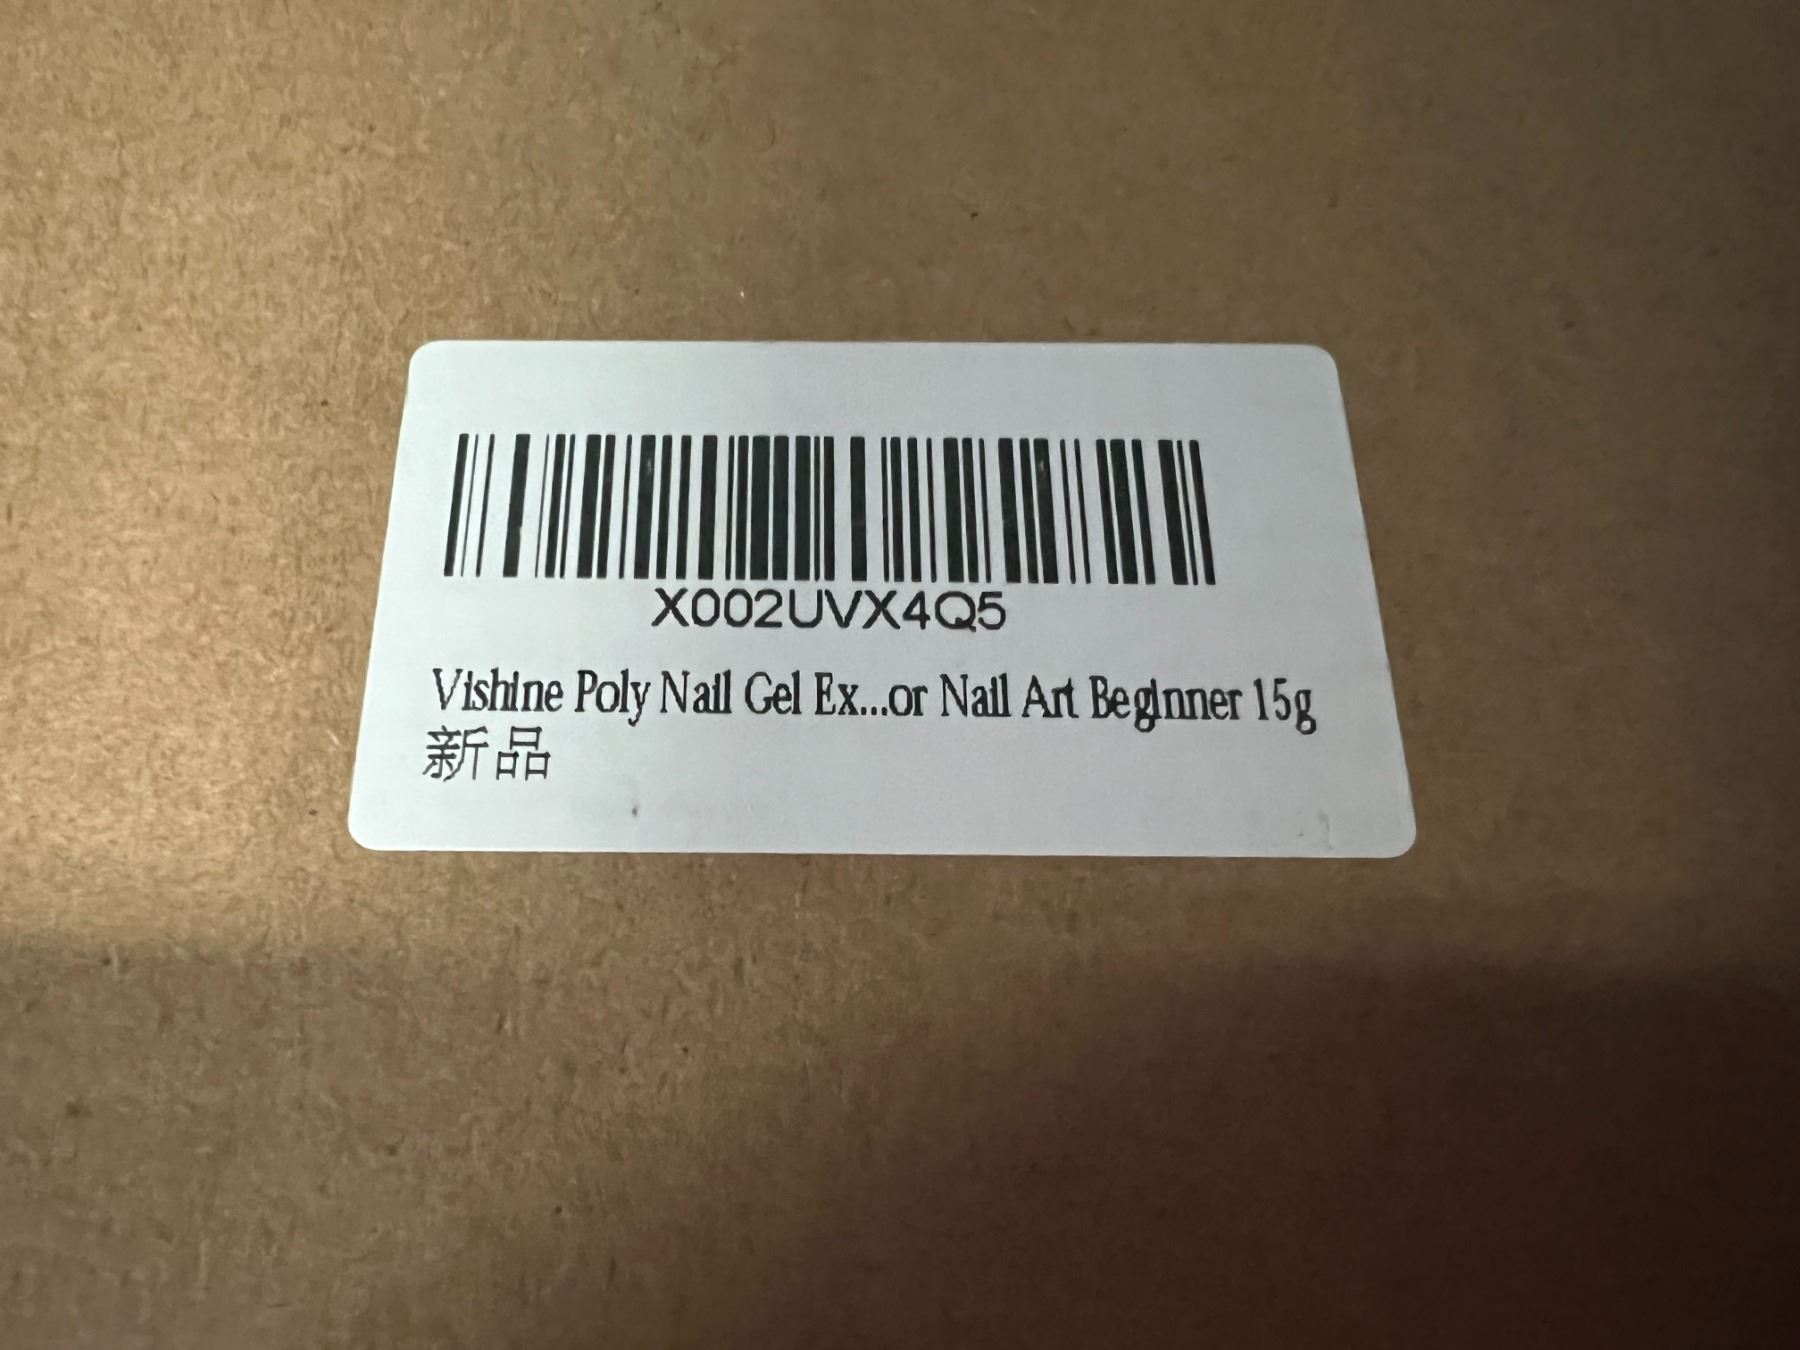 X002UVX4Q5
Vishine Poly Nail Gel Ex...or Nail Art Beginner 15g
新品